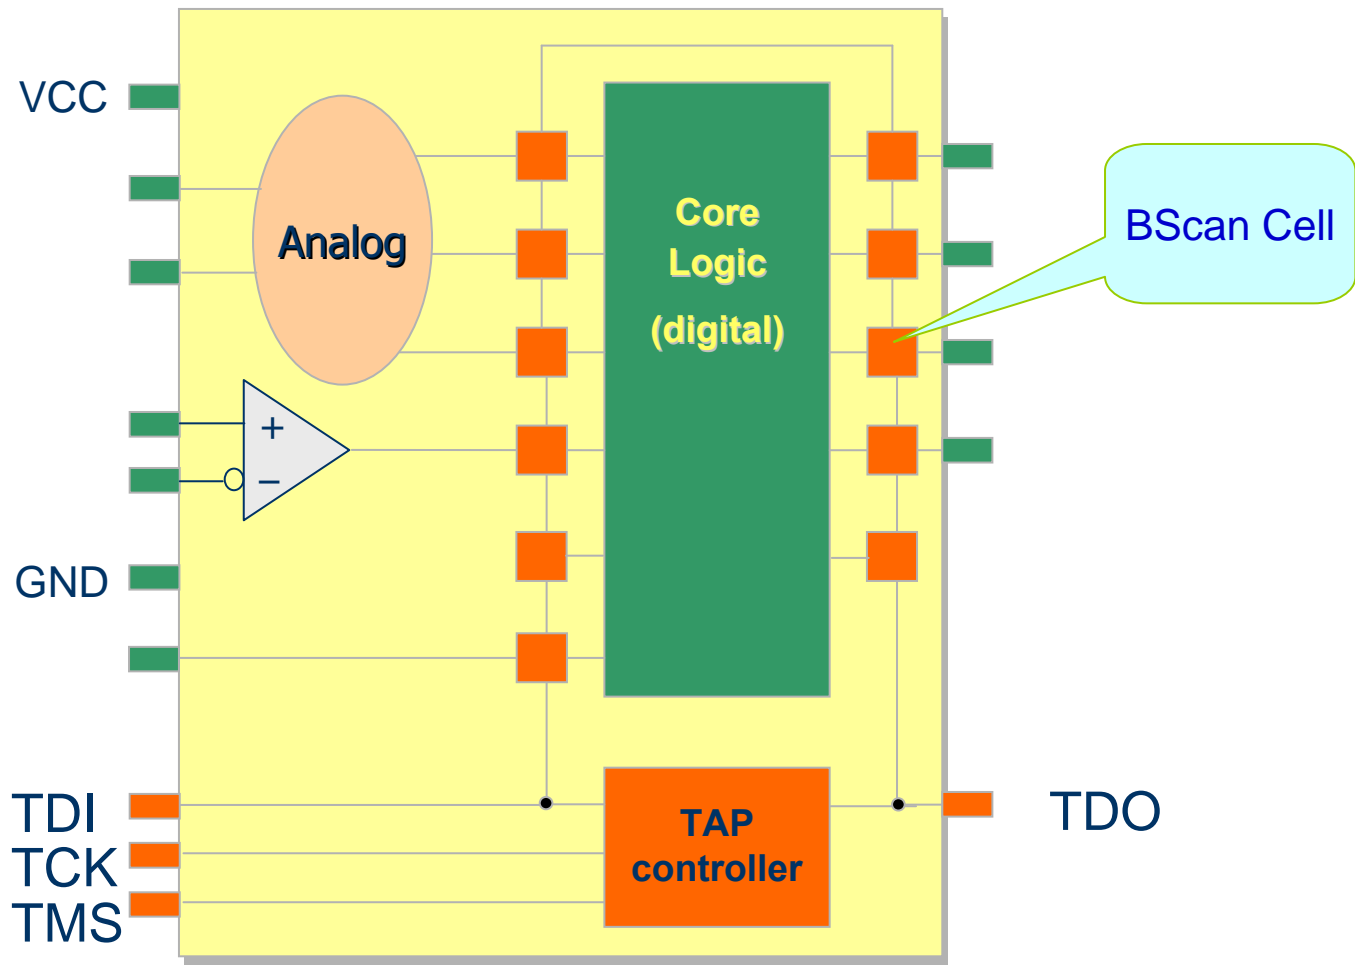 VCC
Analog
Core
Logic
(digital)
BScan Cell
+
−
GND
TDI
TCK
TMS
TAP
controller
TDO